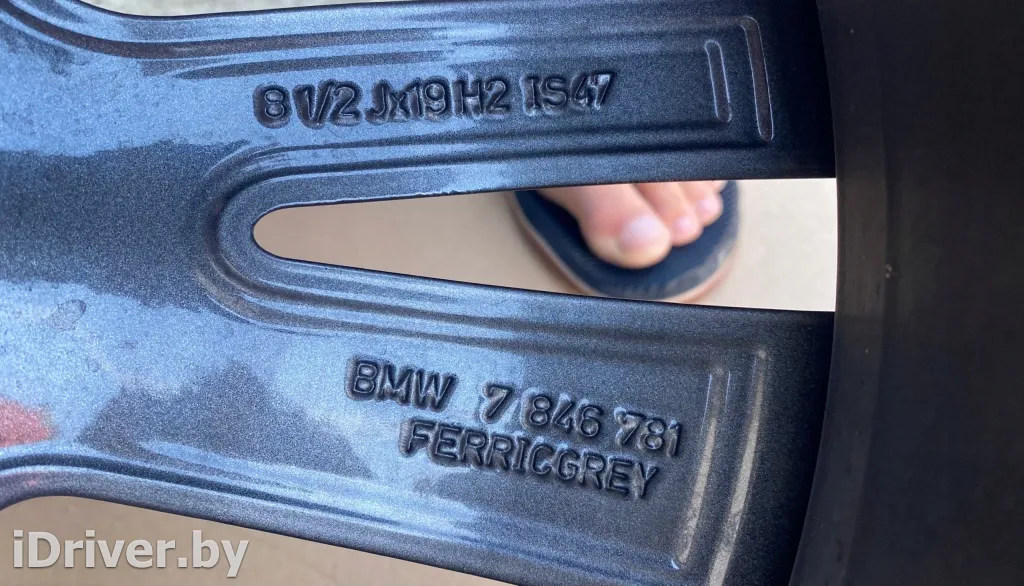 8 1/2 Jx19 H2 IS47
BMW 7 846 781
FERRICGREY
iDriver.by